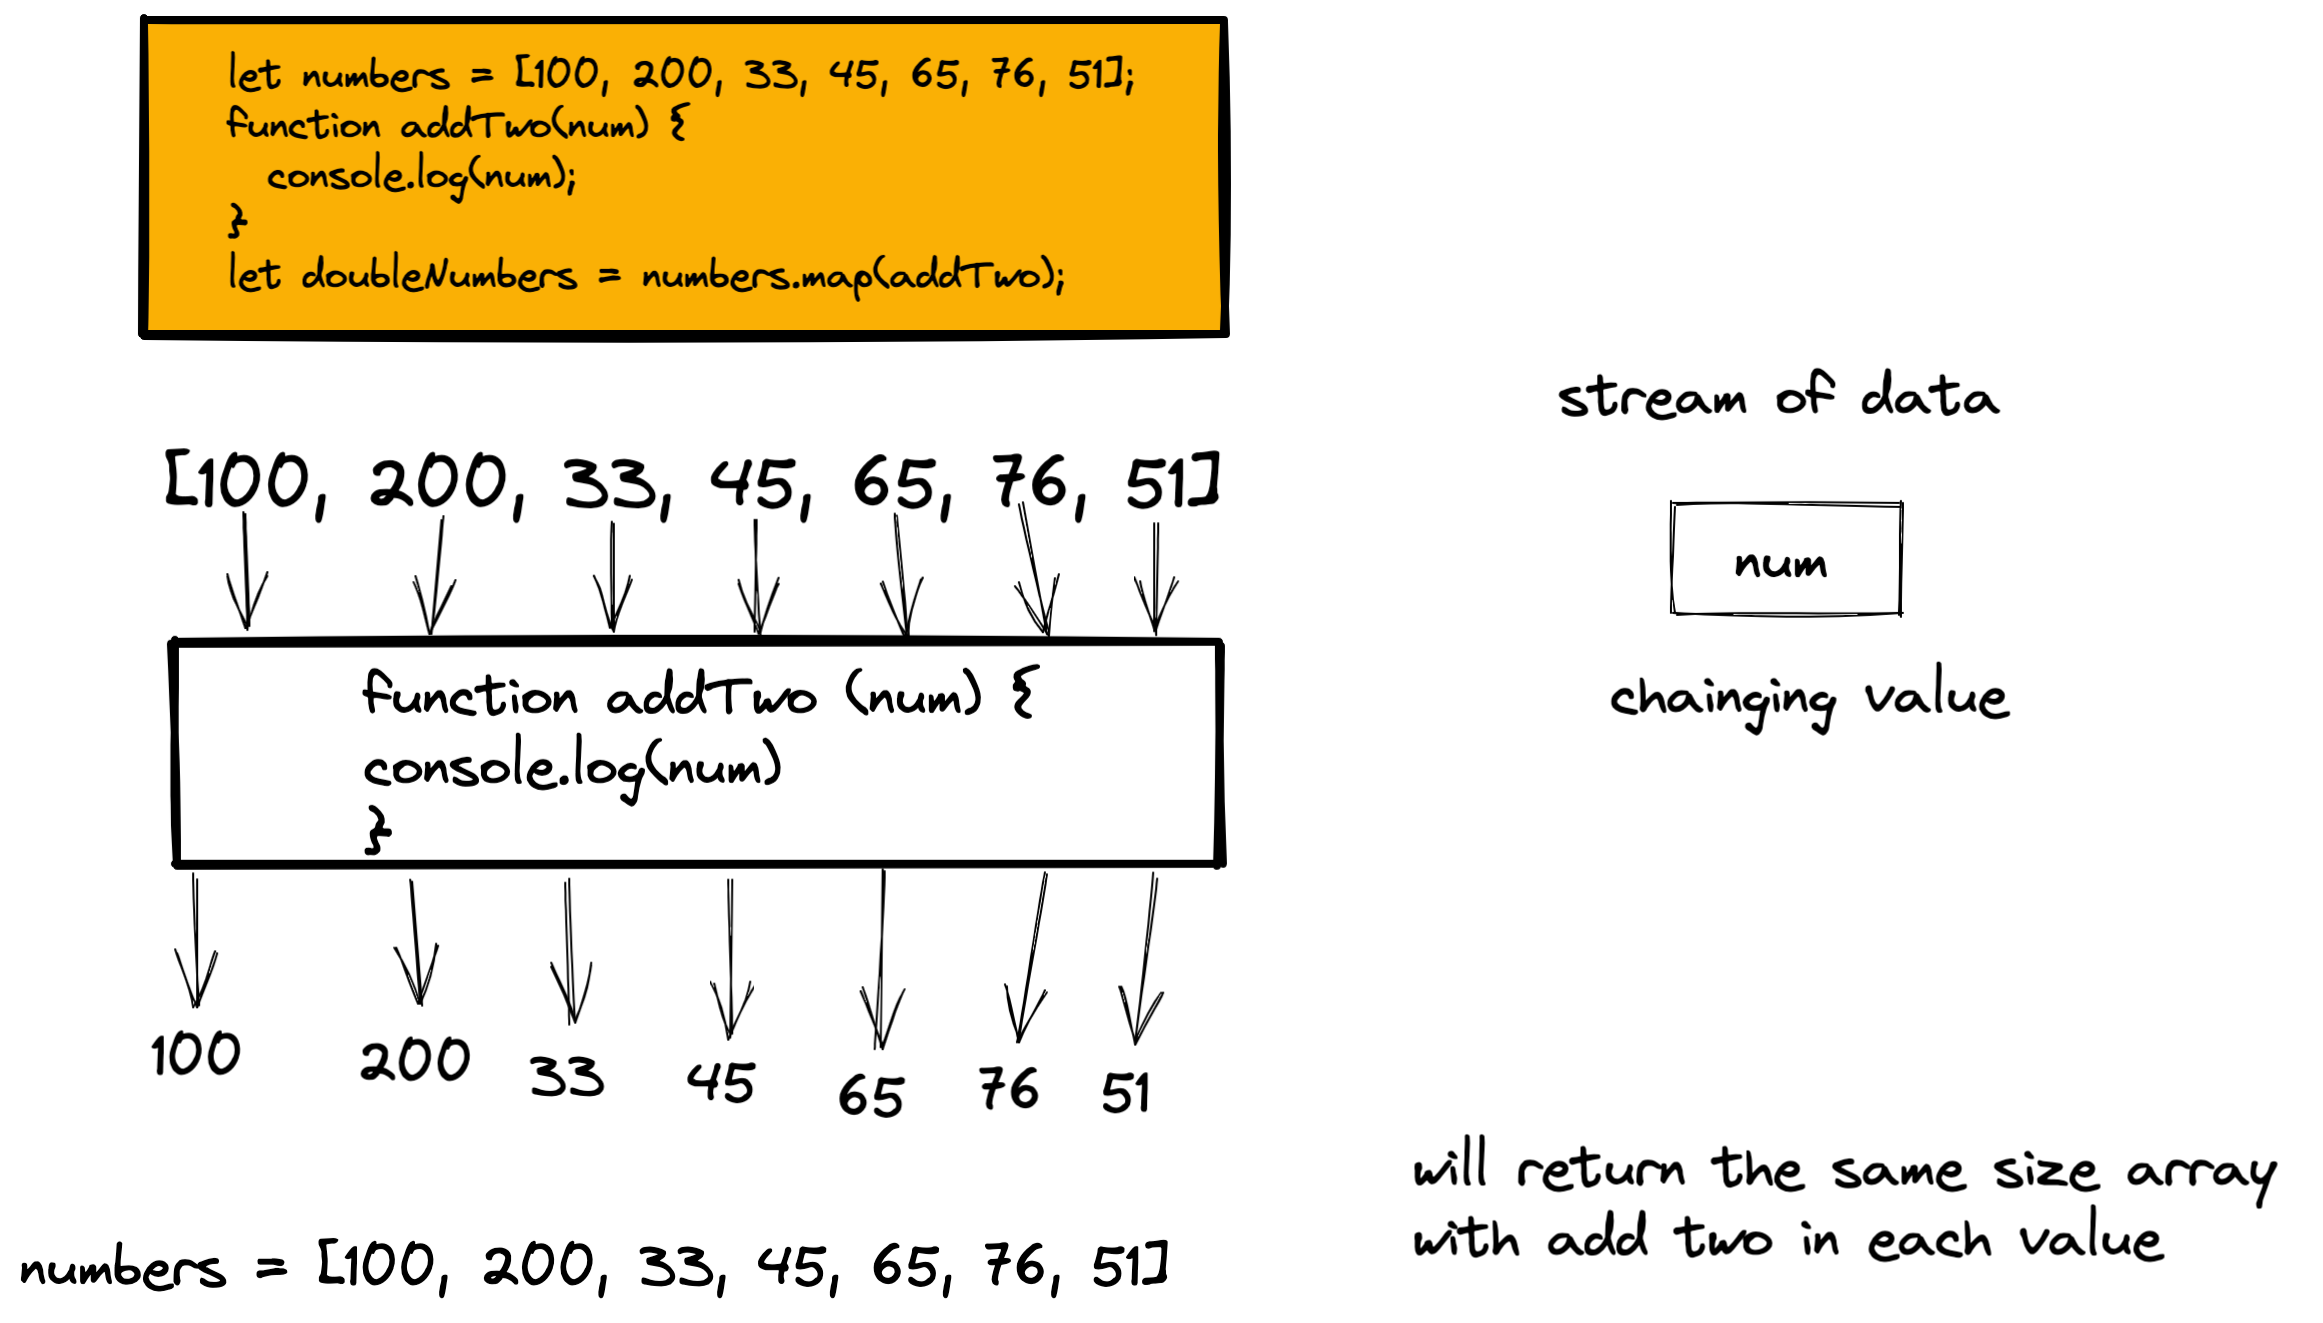 let numbers = [100, 200, 33, 45, 65, 76, 51];
function addTwo(num) {
console.log(num);
}
let doubleNumbers = numbers.map(addTwo);
stream of data
[100, 200, 33, 45, 65, 76, 51]
num
function addTwo (num) {
console.log(num)
}
chainging value
100 200 33 45 65 76 51
will return the same size array
with add two in each value
numbers = [100, 200, 33, 45, 65, 76, 51]